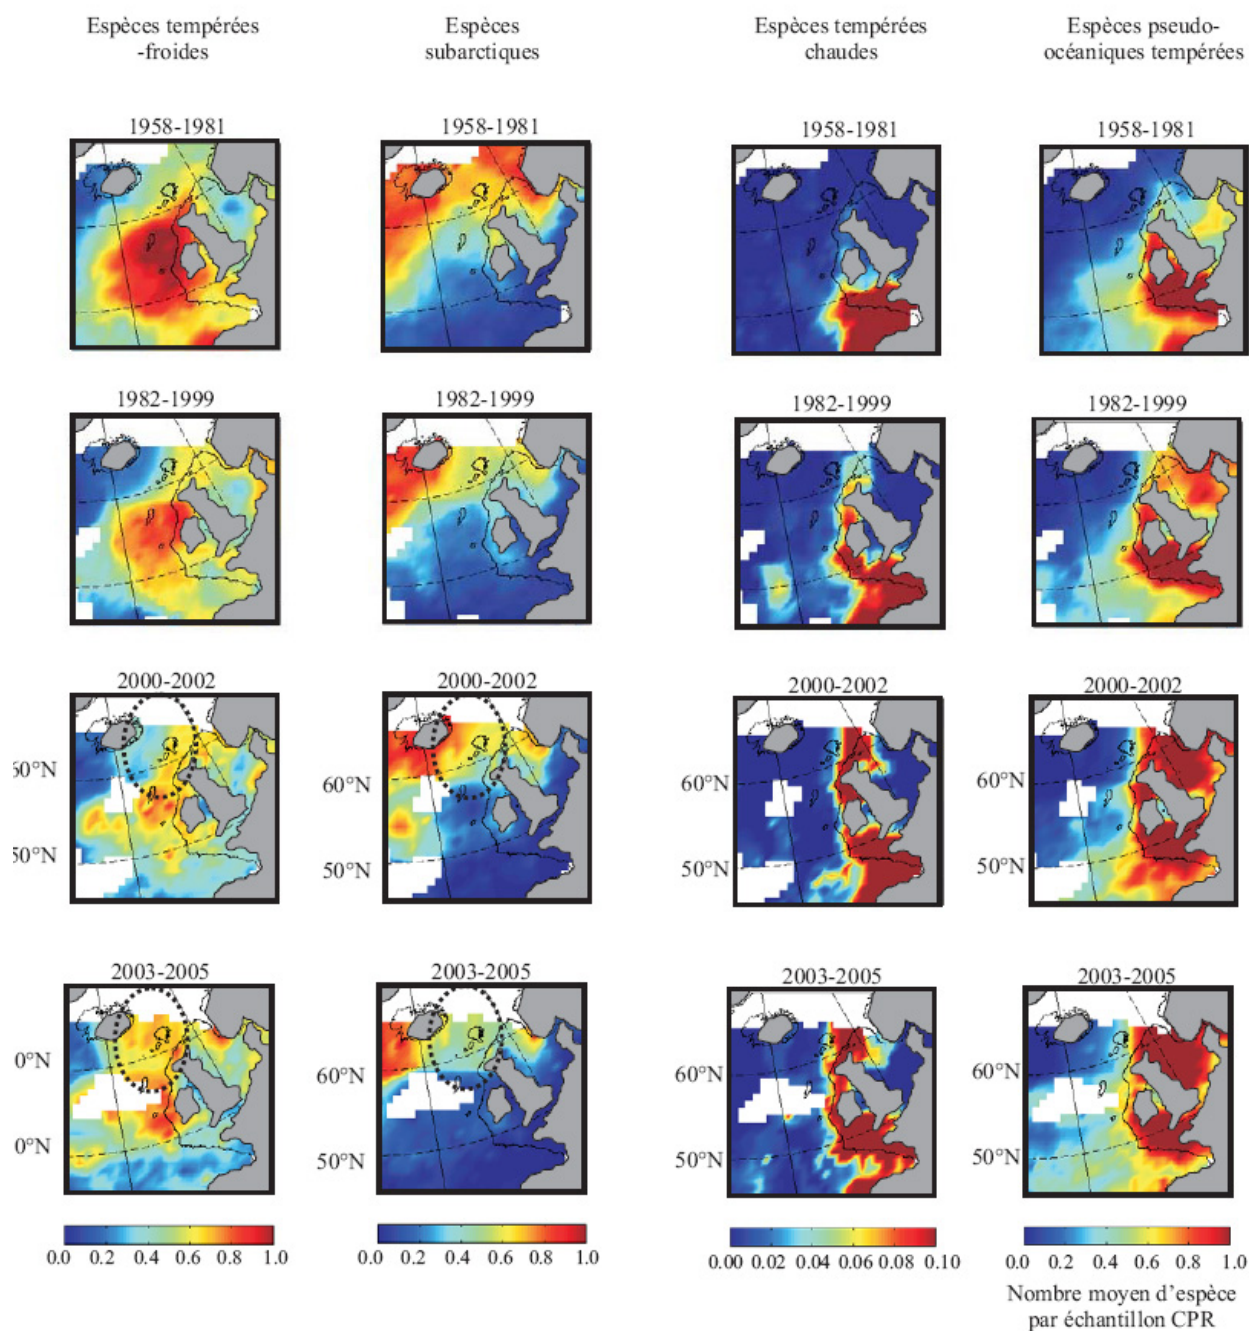 Espèces tempérées
-froides
Espèces
subarctiques
Espèces tempérées
chaudes
Espèces pseudo-
océaniques tempérées
1958-1981
1958-1981
1958-1981
1958-1981
1982-1999
1982-1999
1982-1999
1982-1999
2000-2002
2000-2002
2000-2002
2000-2002
60°N
60°N
60°N
60°N
50°N
50°N
50°N
50°N
2003-2005
2003-2005
2003-2005
2003-2005
0°N
60°N
60°N
60°N
0°N
50°N
50°N
50°N
0.0 0.2 0.4 0.6 0.8 1.0
0.0 0.2 0.4 0.6 0.8 1.0
0.00 0.02 0.04 0.06 0.08 0.10
0.0 0.2 0.4 0.6 0.8 1.0
Nombre moyen d'espèce
par échantillon CPR